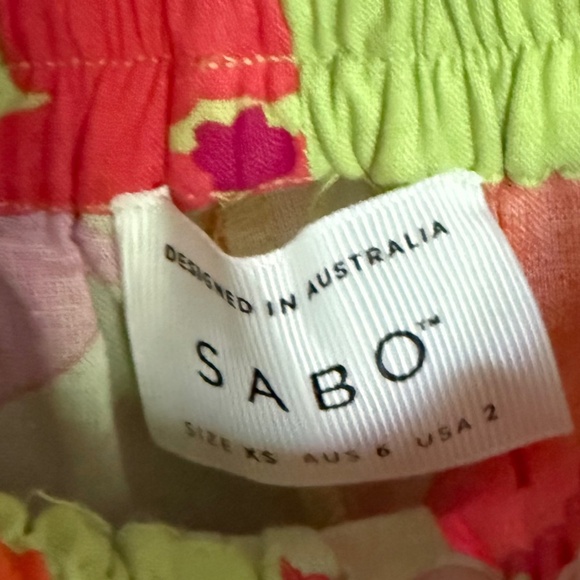 DESIGNED IN AUSTRALIA
SABO™
SIZE XS AUS 6 USA 2